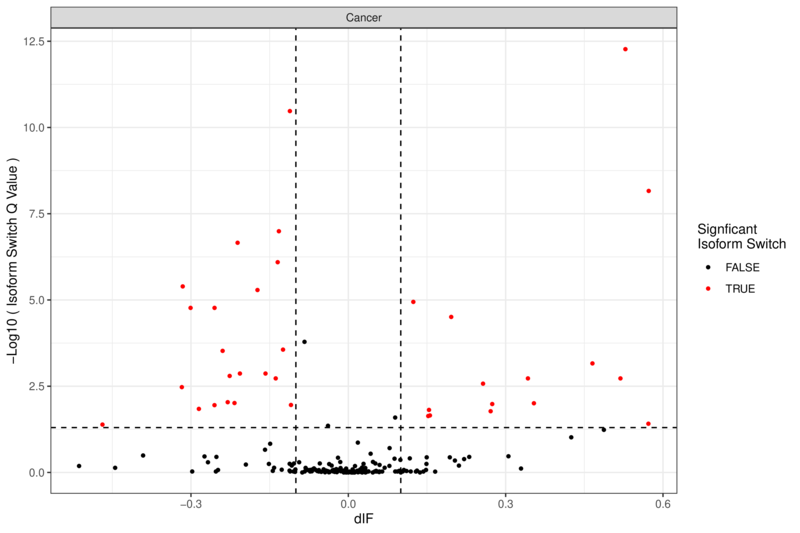 Cancer
12.5
10.0
7.5
5.0
2.5
0.0
−0.3
0.0
0.3
0.6
dIF
−Log10 ( Isoform Switch Q Value )
Signficant
Isoform Switch
FALSE
TRUE